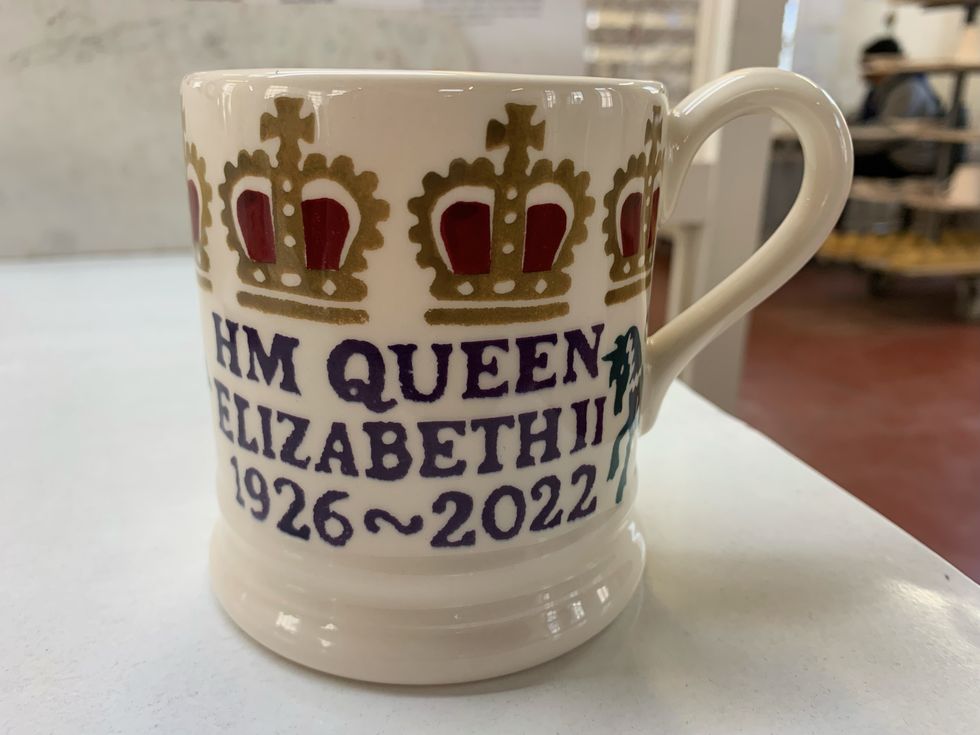 HM QUEEN
ELIZABETH II
1926~2022